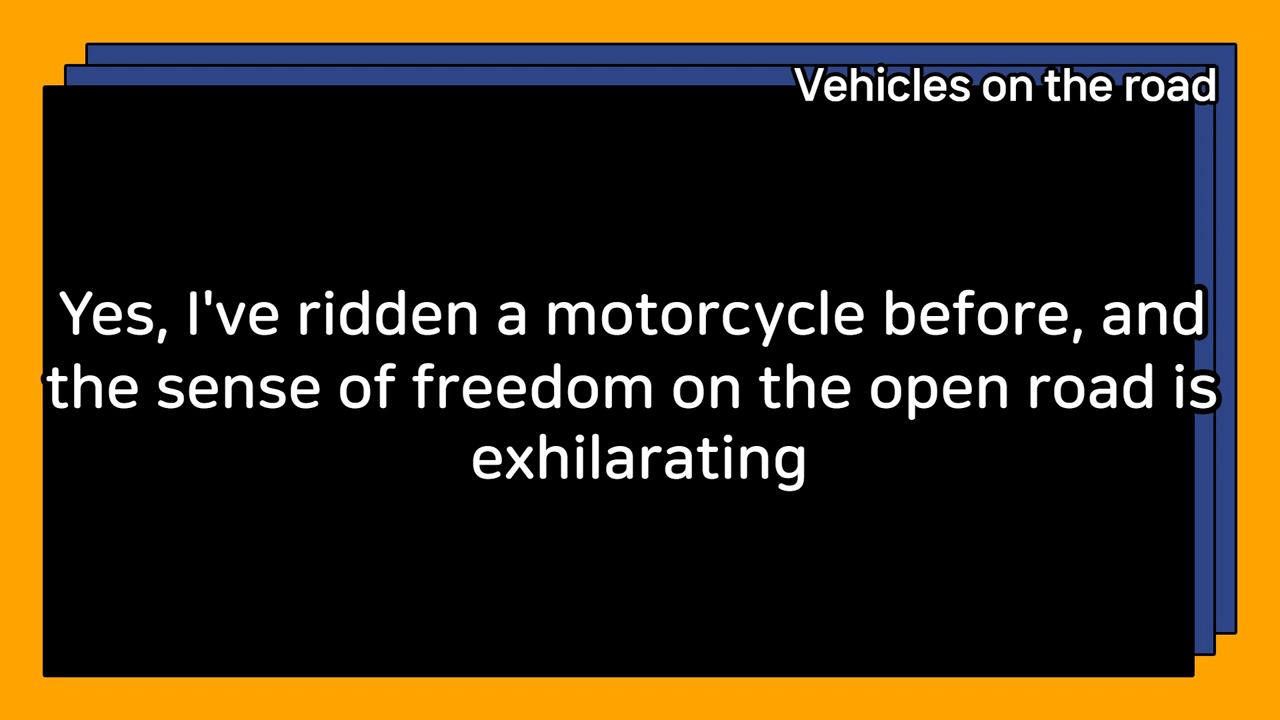 Vehicles on the road
Yes, I've ridden a motorcycle before, and
the sense of freedom on the open road is
exhilarating